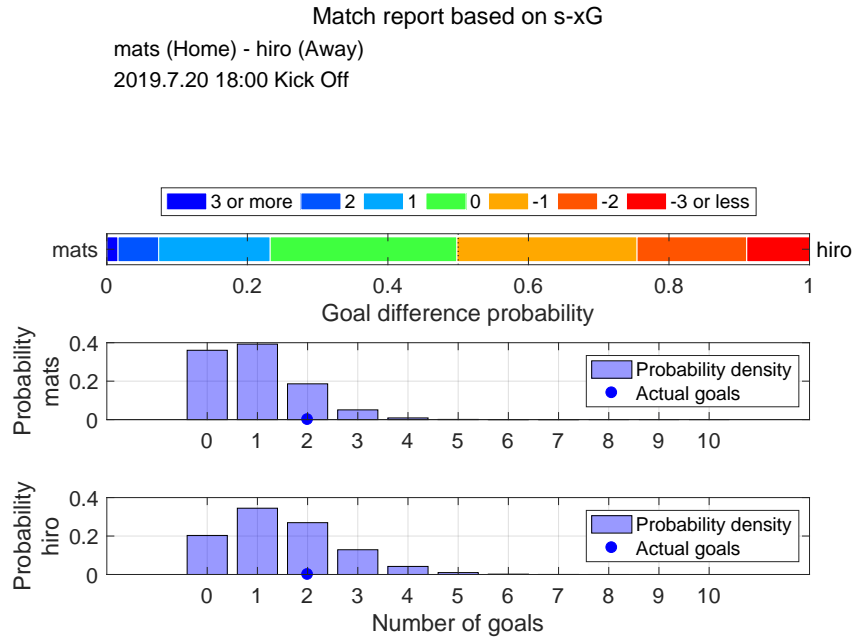 Match report based on s-xG
mats (Home) - hiro (Away)
2019.7.20 18:00 Kick Off
3 or more 2 1 0 -1 -2 -3 or less
mats hiro
0 0.2 0.4 0.6 0.8 1
Goal difference probability
Probability
mats
0.4
0.2
0
Probability density
Actual goals
0 1 2 3 4 5 6 7 8 9 10
Probability
hiro
0.4
0.2
0
Probability density
Actual goals
0 1 2 3 4 5 6 7 8 9 10
Number of goals